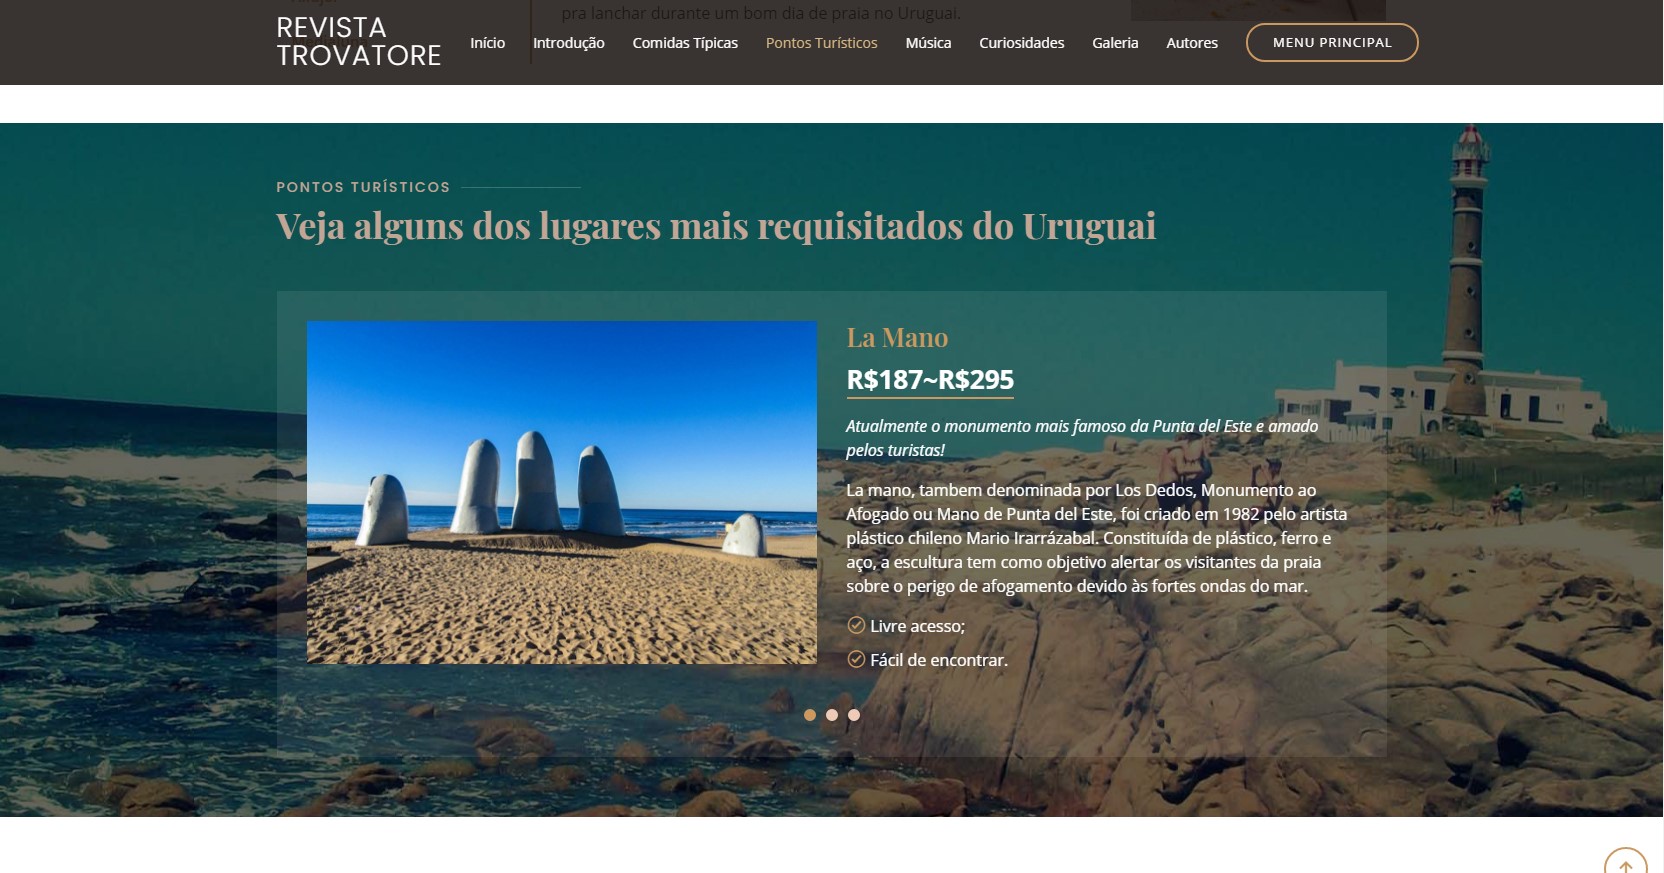 pra lanchar durante um bom dia de praia no Uruguai.
REVISTA
TROVATORE
Início Introdução Comidas Típicas Pontos Turísticos Música Curiosidades Galeria Autores MENU PRINCIPAL
PONTOS TURÍSTICOS
Veja alguns dos lugares mais requisitados do Uruguai
La Mano
R$187~R$295
Atualmente o monumento mais famoso da Punta del Este e amado
pelos turistas!
La mano, tambem denominada por Los Dedos, Monumento ao
Afogado ou Mano de Punta del Este, foi criado em 1982 pelo artista
plástico chileno Mario Irarrázabal. Constituída de plástico, ferro e
aço, a escultura tem como objetivo alertar os visitantes da praia
sobre o perigo de afogamento devido às fortes ondas do mar.
Livre acesso;
Fácil de encontrar.